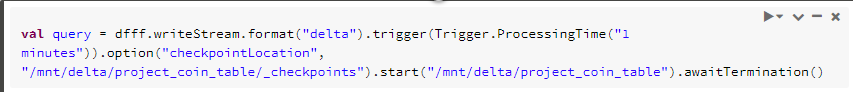 val query = dfff.writeStream.format("delta").trigger(Trigger.ProcessingTime("1
minutes")).option("checkpointLocation",
"/mnt/delta/project_coin_table/_checkpoints").start("/mnt/delta/project_coin_table").awaitTermination()